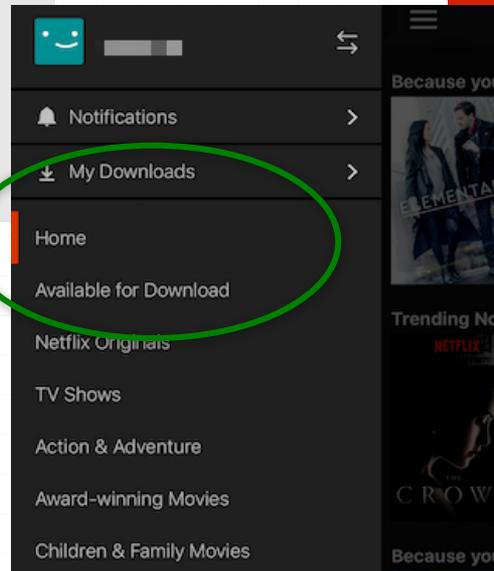 Notifications
Because you
My Downloads
ELEMENTA
Home
Available for Download
Trending No
Netflix Originals
NETFLIX
TV Shows
Action & Adventure
THE
CROW
Award-winning Movies
Children & Family Movies
Because you